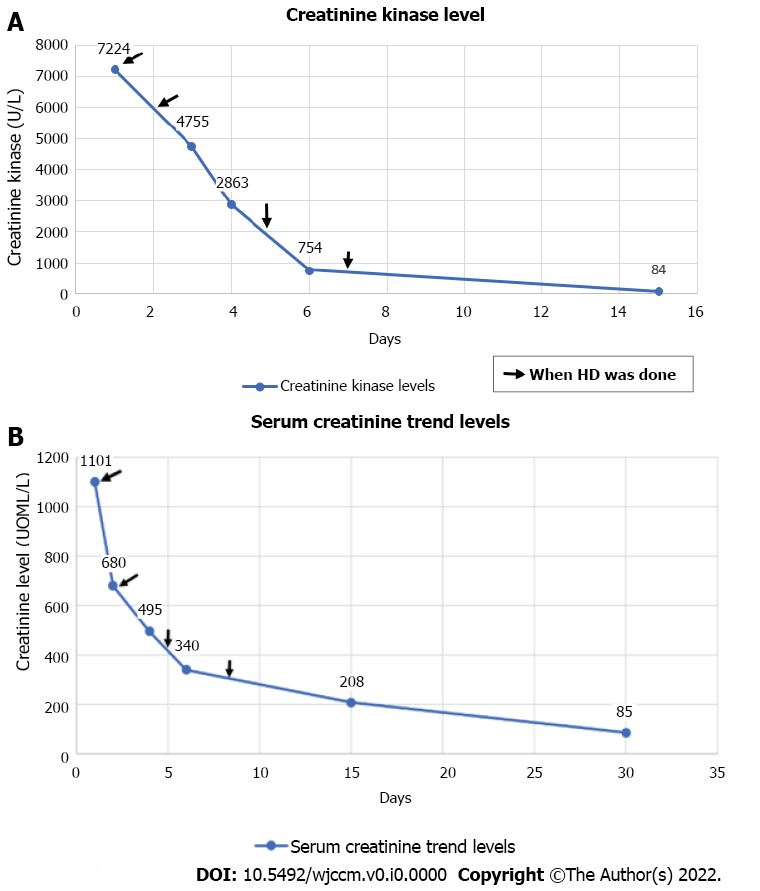 A
Creatinine kinase level
Creatinine kinase (U/L)
8000
7000
6000
5000
4000
3000
2000
1000
0
7224
4755
2863
754
84
0 2 4 6 8 10 12 14 16
Days
Creatinine kinase levels
When HD was done
B
Serum creatinine trend levels
Creatinine level (UOML/L)
1200
1000
800
600
400
200
0
1101
680
495
340
208
85
0 5 10 15 20 25 30 35
Days
Serum creatinine trend levels
DOI: 10.5492/wjccm.v0.i0.0000 Copyright ©The Author(s) 2022.